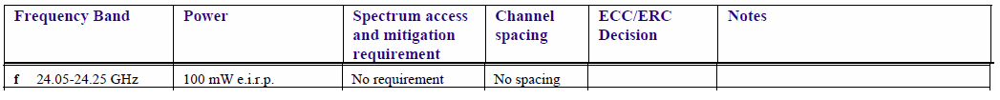 Frequency Band Power Spectrum access Channel ECC/ERC Notes
and mitigation spacing Decision
requirement
f 24.05-24.25 GHz 100 mW e.i.r.p. No requirement No spacing